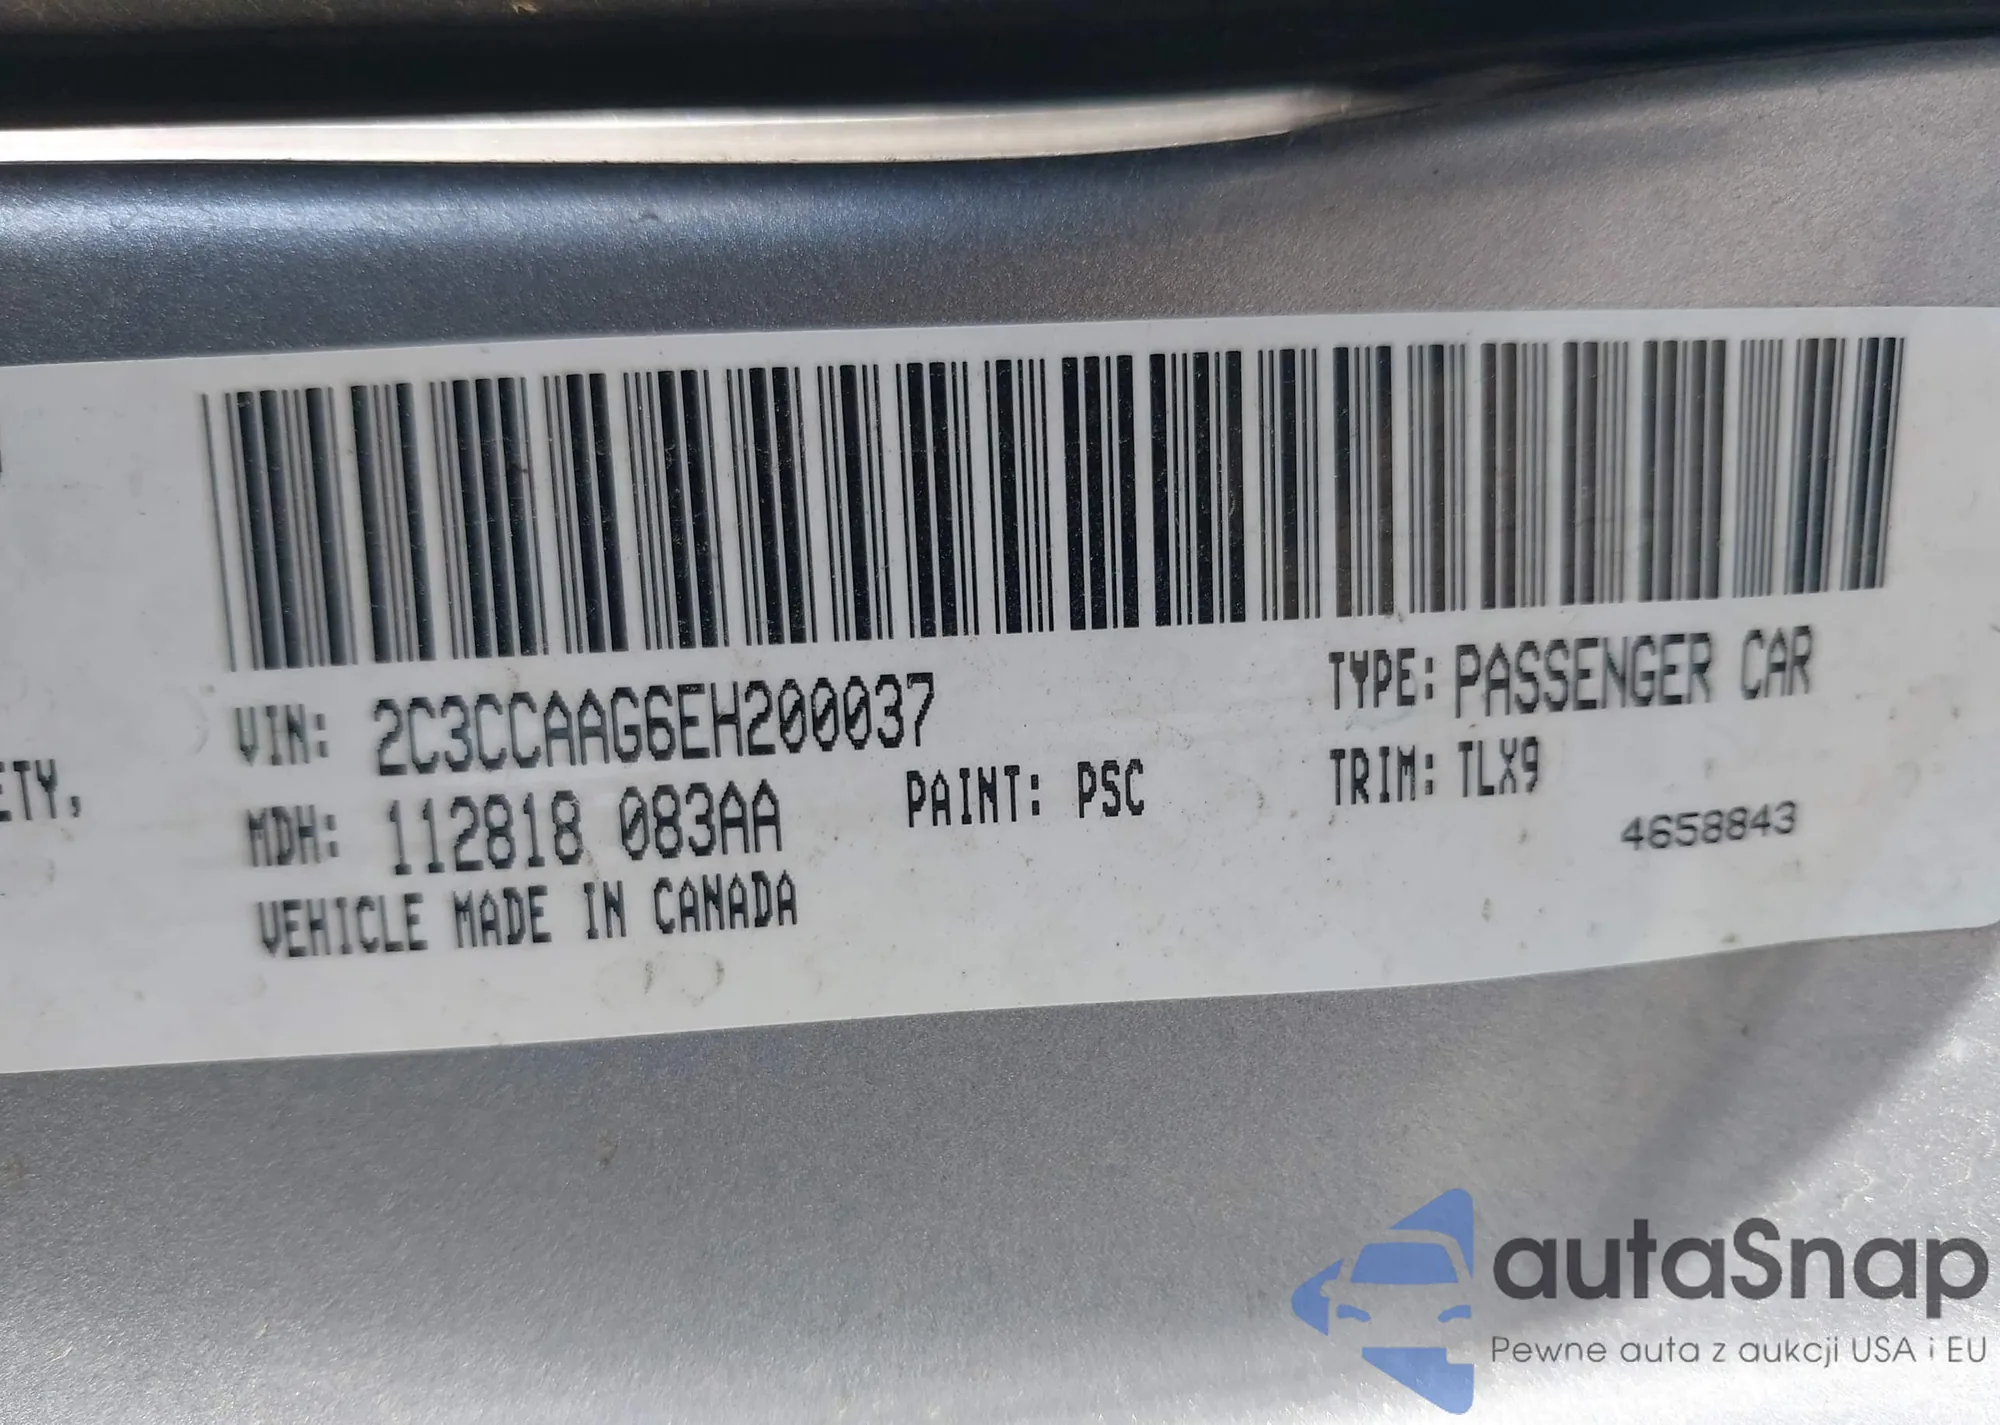 VIN: 2C3CCAAG6EH200037
TYPE: PASSENGER CAR
MDH: 112818 083AA
PAINT: PSC
TRIM: TLX9
ETY,
4658843
VEHICLE MADE IN CANADA
autaSnap
Pewne auta z aukcji USA i EU